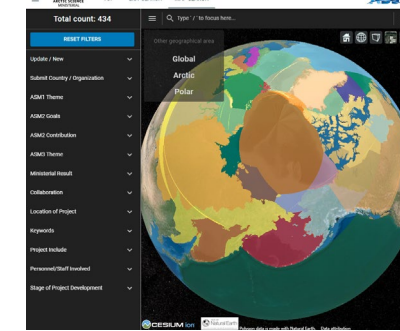 ARCTIC SCIENCE
MINISTERIAL
Total count: 434
Type ' / ' to focus here...
RESET FILTERS
Other geographical area
Global
Arctic
Polar
Update / New
Submit Country / Organization
ASM1 Theme
ASM2 Goals
ASM2 Contribution
ASM3 Theme
Ministerial Result
Collaboration
Location of Project
Keywords
Project Include
Personnel/Staff Involved
Stage of Project Development
CESIUM ion
Natural Earth
Polygon data is made with Natural Earth. Data attribution